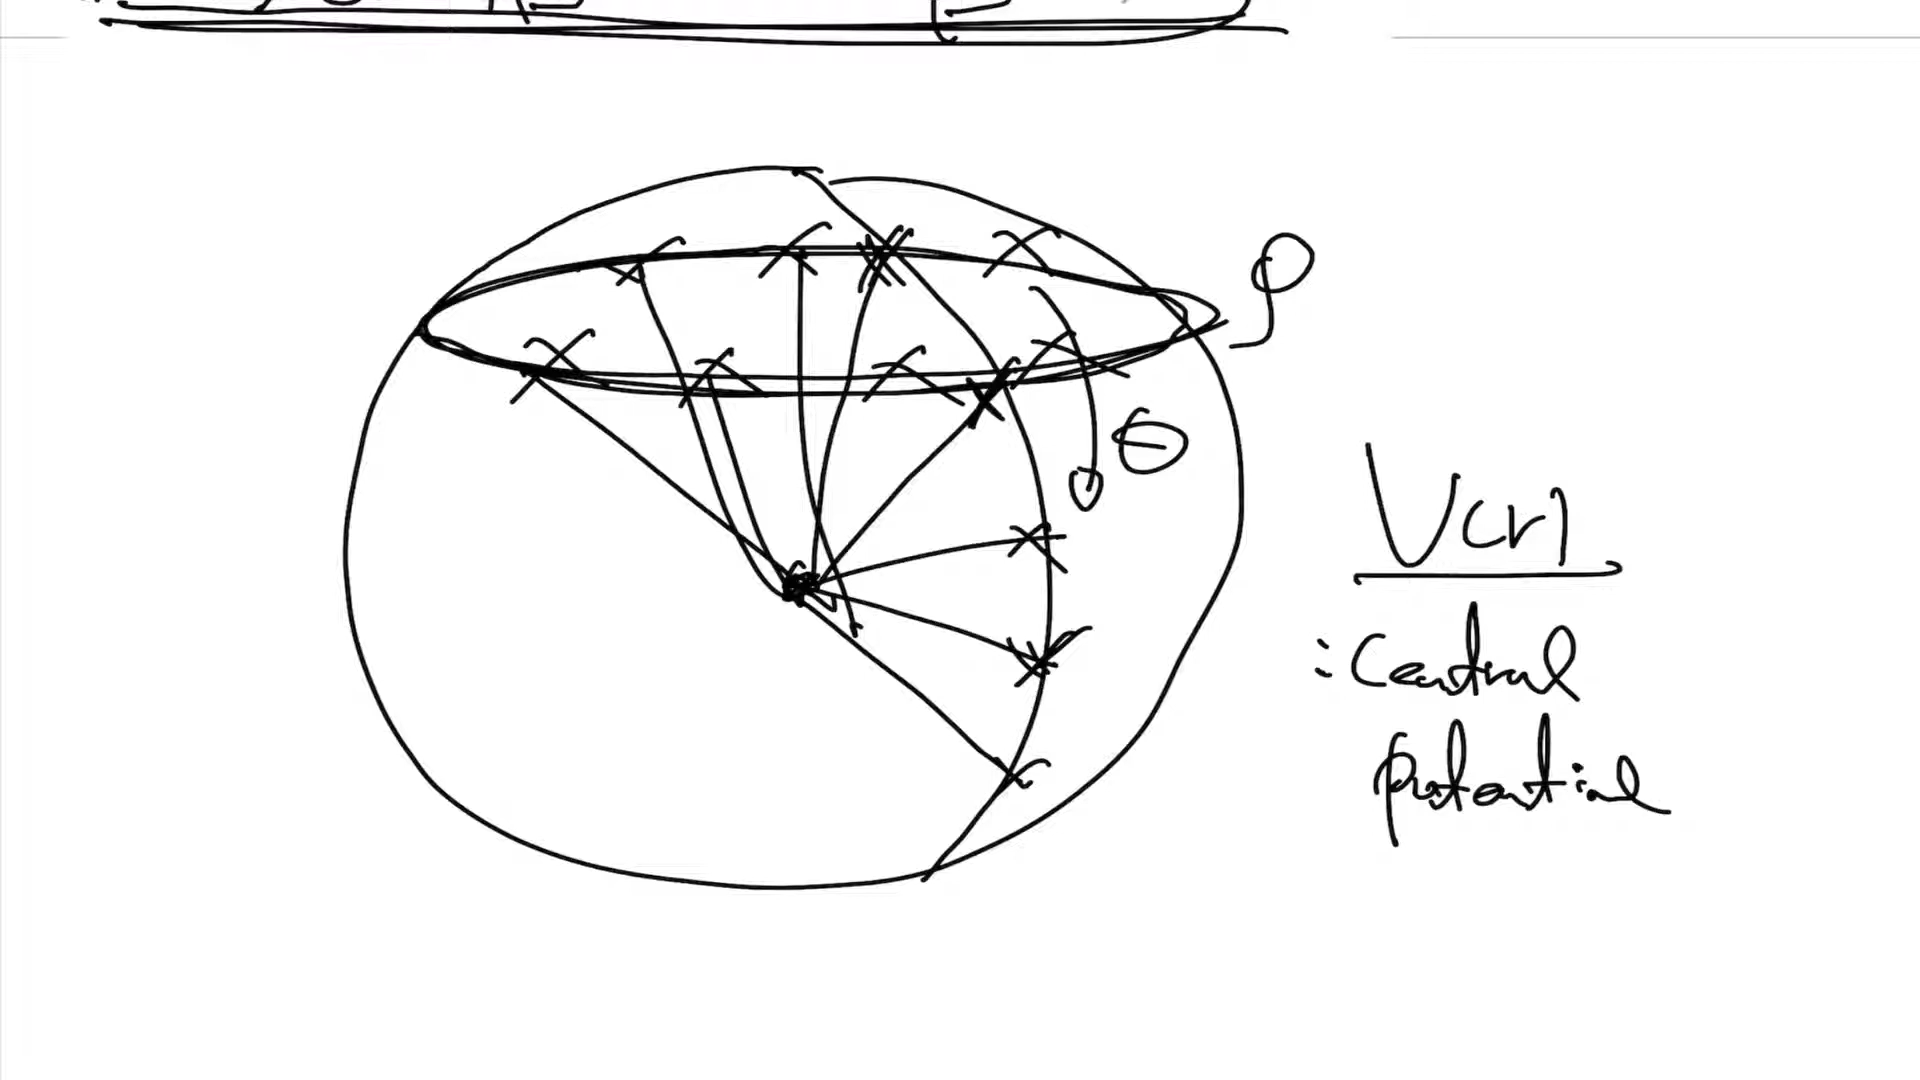 θ
V(r)
: Central
potential